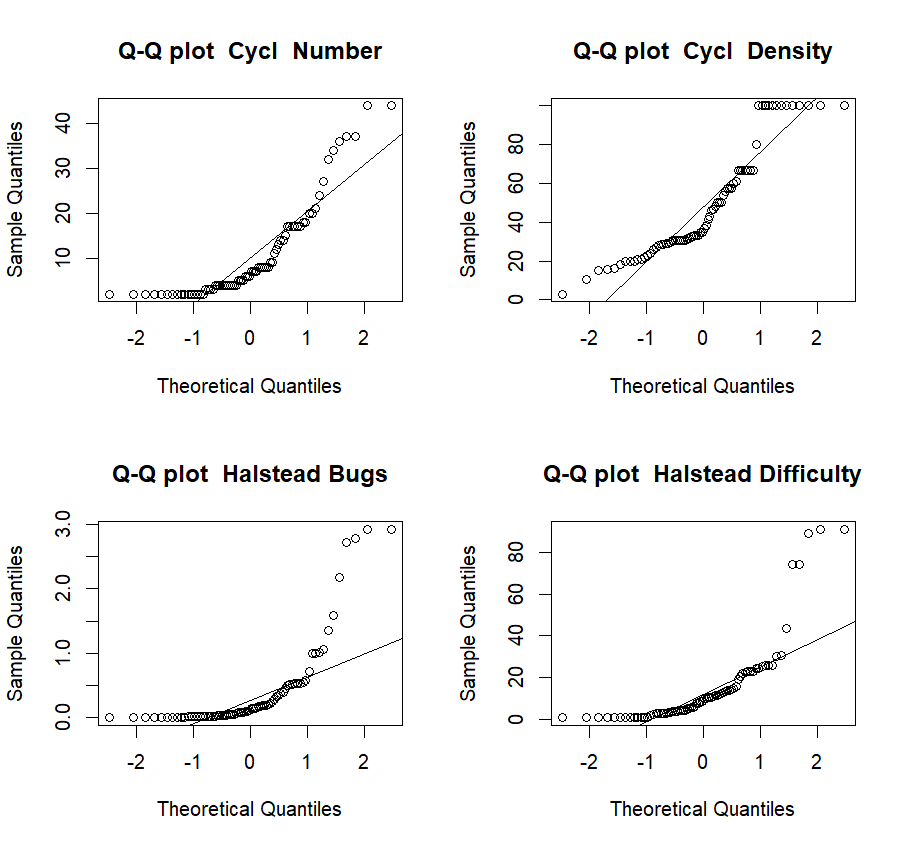 Q-Q plot  Cycl  Number
Sample Quantiles
40
30
20
10
-2 -1 0 1 2
Theoretical Quantiles
Q-Q plot  Cycl  Density
Sample Quantiles
80
60
40
20
0
-2 -1 0 1 2
Theoretical Quantiles
Q-Q plot  Halstead Bugs
Sample Quantiles
3.0
2.0
1.0
0.0
-2 -1 0 1 2
Theoretical Quantiles
Q-Q plot  Halstead Difficulty
Sample Quantiles
80
60
40
20
0
-2 -1 0 1 2
Theoretical Quantiles